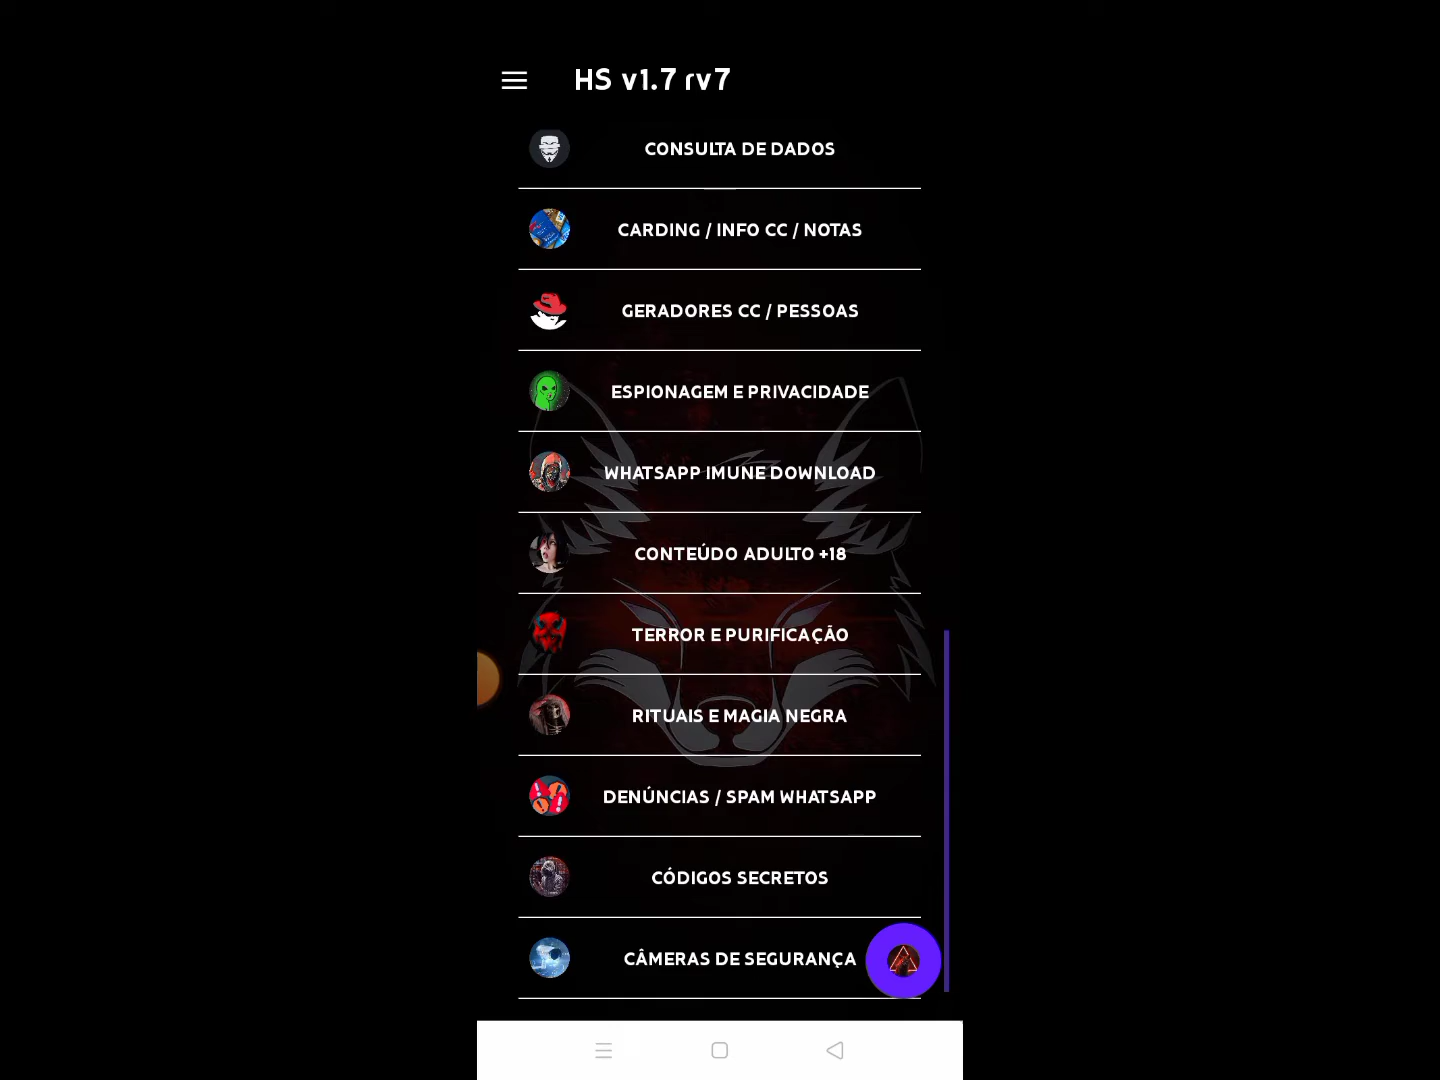 HS v1.7 rv7
CONSULTA DE DADOS
CARDING / INFO CC / NOTAS
GERADORES CC / PESSOAS
ESPIONAGEM E PRIVACIDADE
WHATSAPP IMUNE DOWNLOAD
CONTEÚDO ADULTO +18
TERROR E PURIFICAÇÃO
RITUAIS E MAGIA NEGRA
DENÚNCIAS / SPAM WHATSAPP
CÓDIGOS SECRETOS
CÂMERAS DE SEGURANÇA